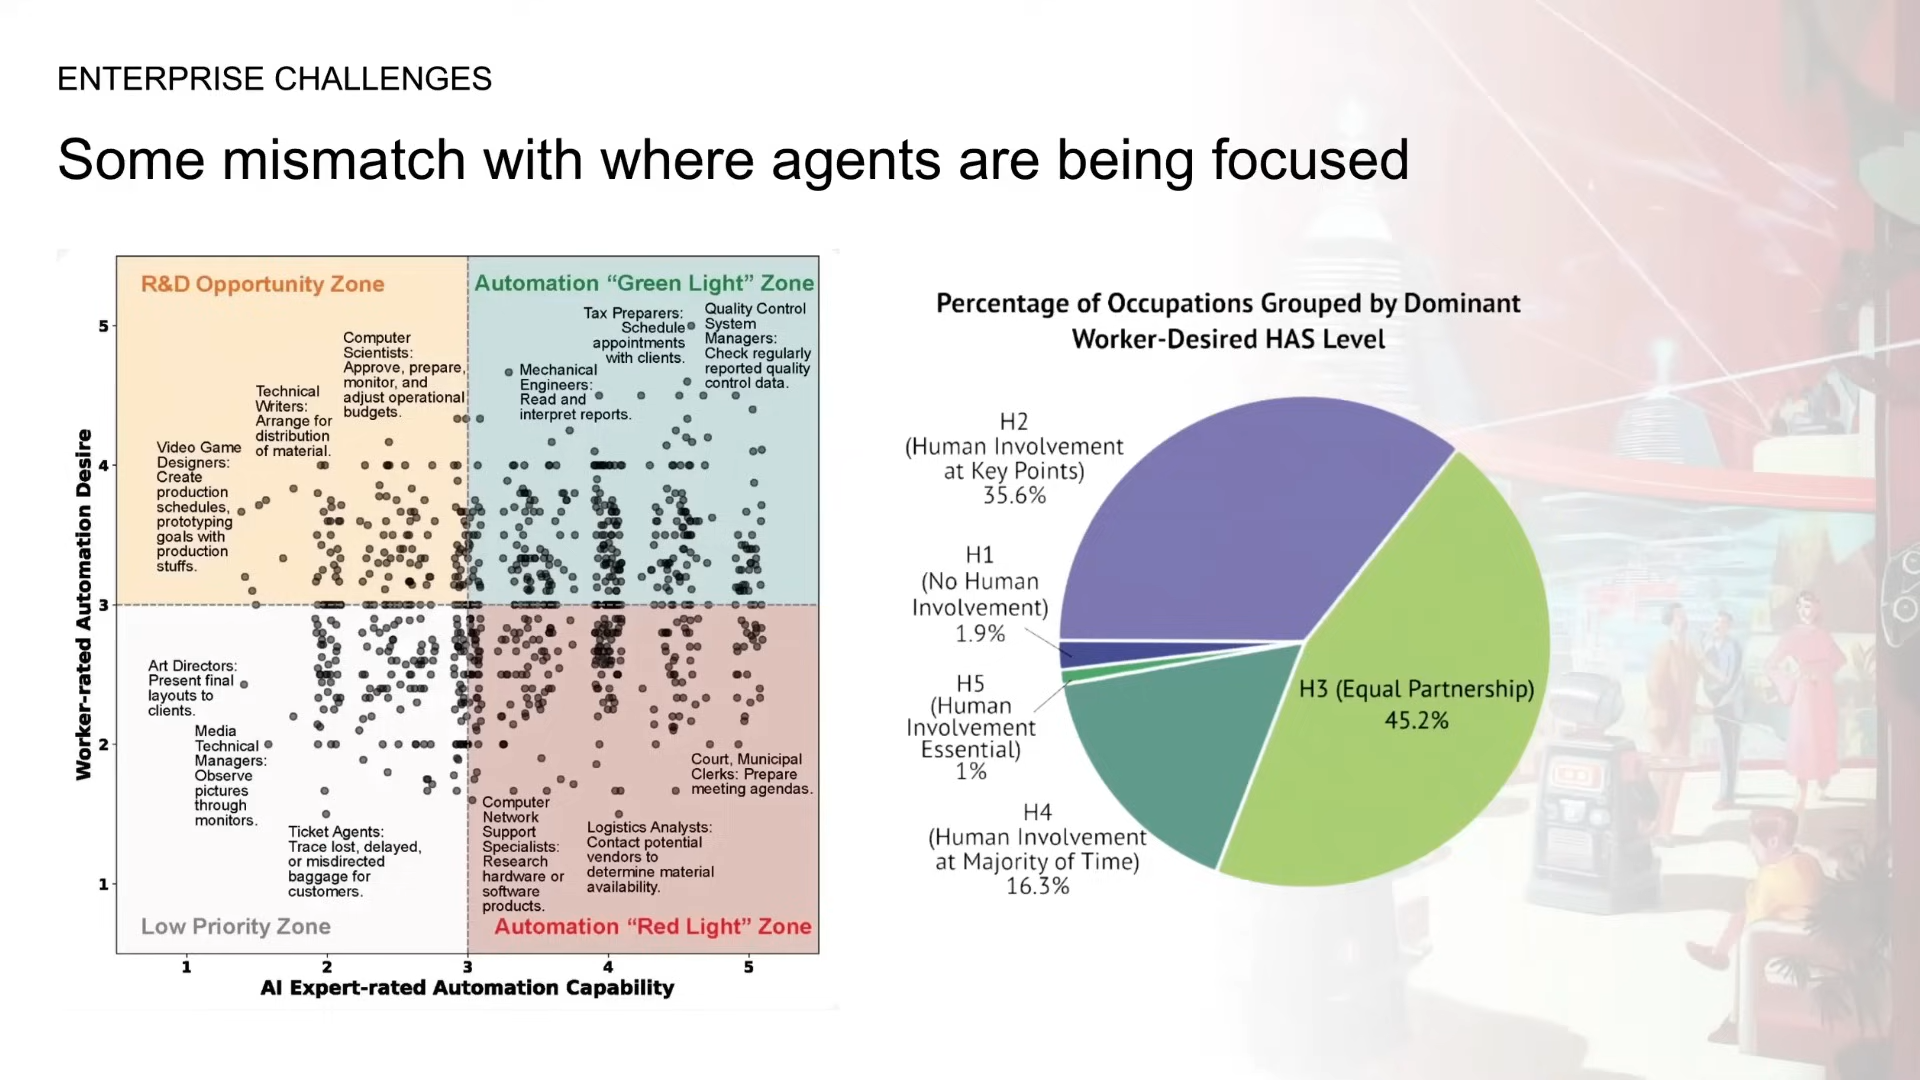 ENTERPRISE CHALLENGES
Some mismatch with where agents are being focused
R&D Opportunity Zone
Automation “Green Light” Zone
Tax Preparers:
Schedule
appointments
with clients.
Quality Control
System
Managers:
Check regularly
reported quality
control data.
Computer
Scientists:
Approve, prepare,
monitor, and
adjust operational
budgets.
Mechanical
Engineers:
Read and
interpret reports.
Technical
Writers:
Arrange for
distribution
of material.
Video Game
Designers:
Create
production
schedules,
prototyping
goals with
production
stuffs.
Art Directors:
Present final
layouts to
clients.
Media
Technical
Managers:
Observe
pictures
through
monitors.
Ticket Agents:
Trace lost, delayed,
or misdirected
baggage for
customers.
Court, Municipal
Clerks: Prepare
meeting agendas.
Computer
Network
Support
Specialists:
Research
hardware or
software
products.
Logistics Analysts:
Contact potential
vendors to
determine material
availability.
Low Priority Zone
Automation “Red Light” Zone
Worker-rated Automation Desire
5
4
3
2
1
1 2 3 4 5
AI Expert-rated Automation Capability
Percentage of Occupations Grouped by Dominant
Worker-Desired HAS Level
H2
(Human Involvement
at Key Points)
35.6%
H1
(No Human
Involvement)
1.9%
H5
(Human
Involvement
Essential)
1%
H4
(Human Involvement
at Majority of Time)
16.3%
H3 (Equal Partnership)
45.2%